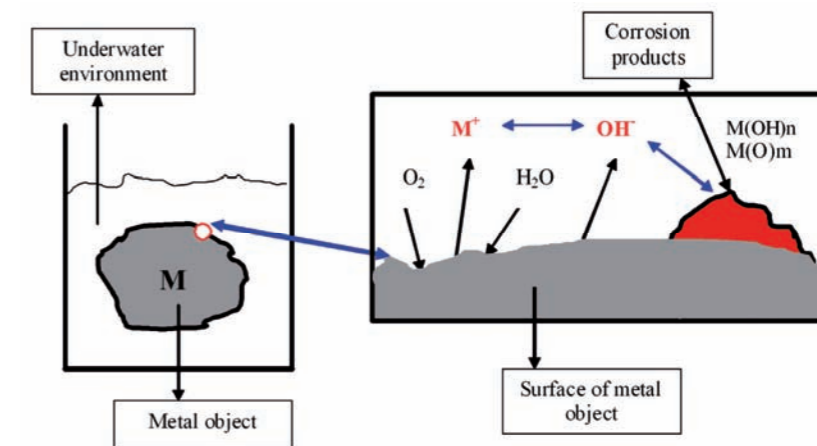 Underwater
environment
M
Metal object
Corrosion
products
M⁺
OH⁻
M(OH)n
M(O)m
O₂
H₂O
Surface of metal
object